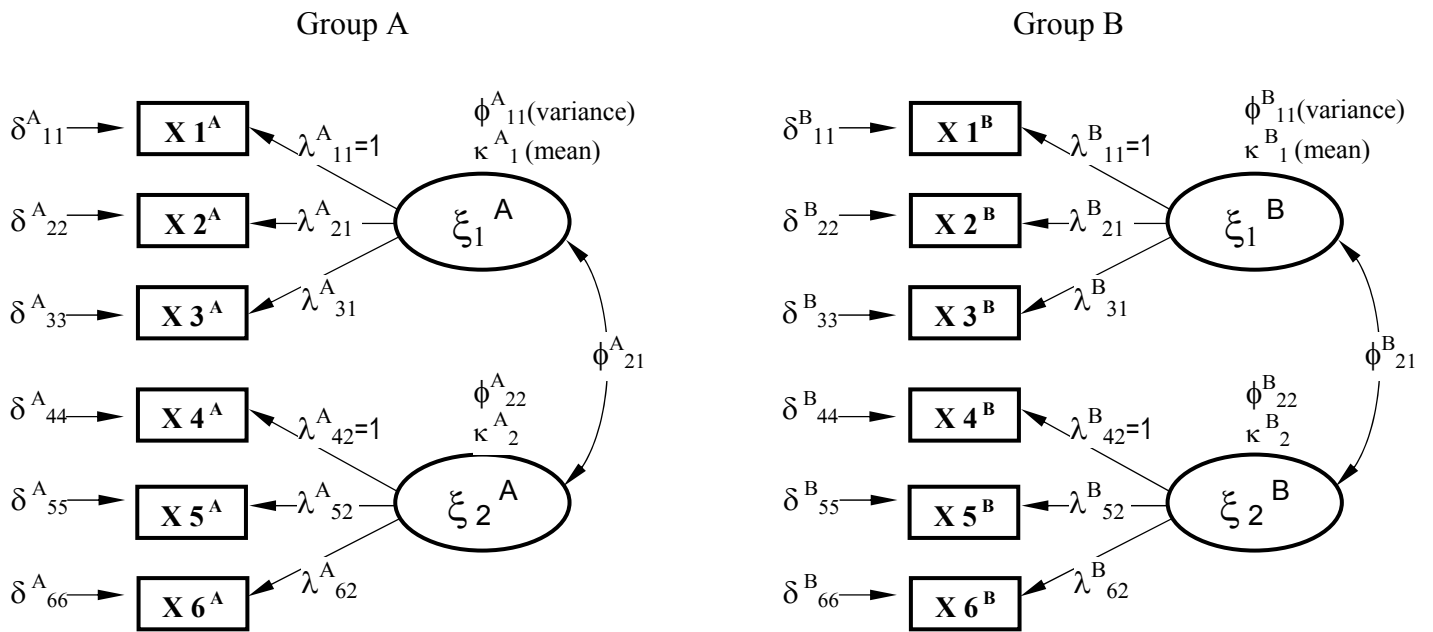 Group A
δᴬ₁₁
X 1ᴬ
λᴬ₁₁=1
ϕᴬ₁₁(variance)
κᴬ₁ (mean)
δᴬ₂₂
X 2ᴬ
λᴬ₂₁
ξ₁ᴬ
δᴬ₃₃
X 3ᴬ
λᴬ₃₁
ϕᴬ₂₁
δᴬ₄₄
X 4ᴬ
λᴬ₄₂=1
ϕᴬ₂₂
κᴬ₂
δᴬ₅₅
X 5ᴬ
λᴬ₅₂
ξ₂ᴬ
δᴬ₆₆
X 6ᴬ
λᴬ₆₂
Group B
δᴮ₁₁
X 1ᴮ
λᴮ₁₁=1
ϕᴮ₁₁(variance)
κᴮ₁ (mean)
δᴮ₂₂
X 2ᴮ
λᴮ₂₁
ξ₁ᴮ
δᴮ₃₃
X 3ᴮ
λᴮ₃₁
ϕᴮ₂₁
δᴮ₄₄
X 4ᴮ
λᴮ₄₂=1
ϕᴮ₂₂
κᴮ₂
δᴮ₅₅
X 5ᴮ
λᴮ₅₂
ξ₂ᴮ
δᴮ₆₆
X 6ᴮ
λᴮ₆₂